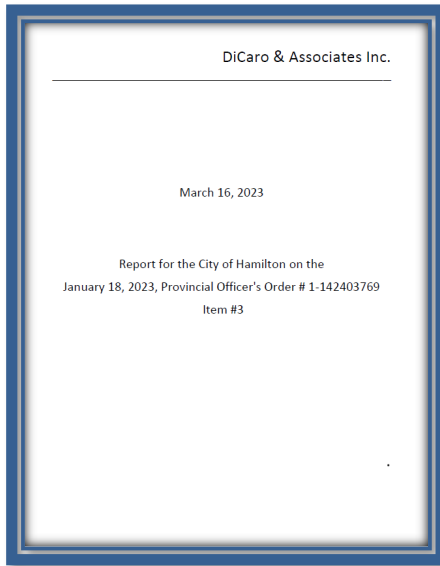 DiCaro & Associates Inc.
March 16, 2023
Report for the City of Hamilton on the
January 18, 2023, Provincial Officer's Order # 1-142403769
Item #3